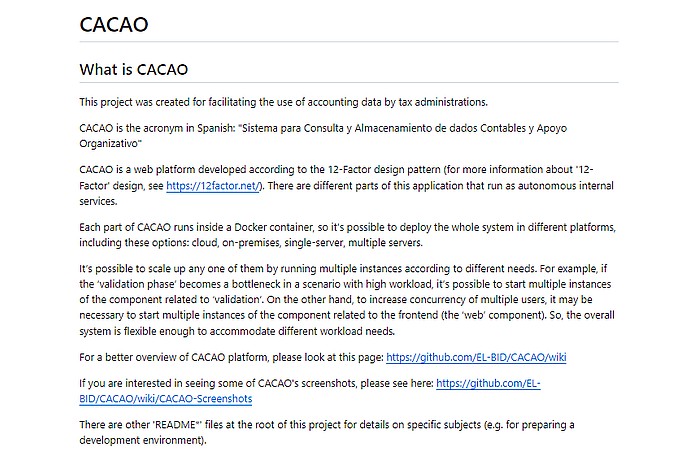 CACAO
What is CACAO
This project was created for facilitating the use of accounting data by tax administrations.
CACAO is the acronym in Spanish: "Sistema para Consulta y Almacenamiento de dados Contables y Apoyo
Organizativo"
CACAO is a web platform developed according to the 12-Factor design pattern (for more information about '12-
Factor' design, see https://12factor.net/). There are different parts of this application that run as autonomous internal
services.
Each part of CACAO runs inside a Docker container, so it's possible to deploy the whole system in different platforms,
including these options: cloud, on-premises, single-server, multiple servers.
It's possible to scale up any one of them by running multiple instances according to different needs. For example, if
the 'validation phase' becomes a bottleneck in a scenario with high workload, it's possible to start multiple instances
of the component related to 'validation'. On the other hand, to increase concurrency of multiple users, it may be
necessary to start multiple instances of the component related to the frontend (the 'web' component). So, the overall
system is flexible enough to accommodate different workload needs.
For a better overview of CACAO platform, please look at this page: https://github.com/EL-BID/CACAO/wiki
If you are interested in seeing some of CACAO's screenshots, please see here: https://github.com/EL-
BID/CACAO/wiki/CACAO-Screenshots
There are other 'README*' files at the root of this project for details on specific subjects (e.g. for preparing a
development environment).